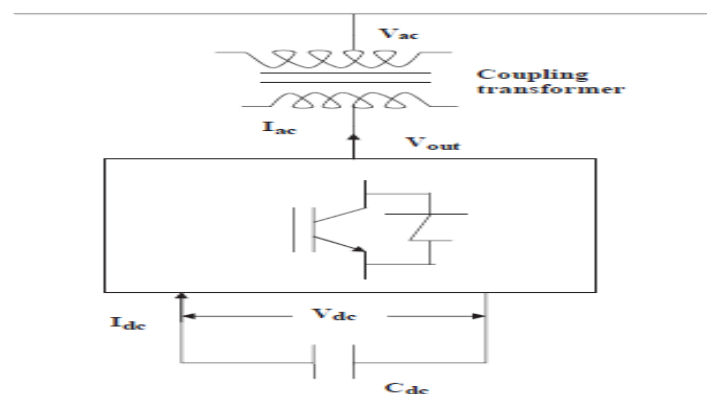 Vac
Coupling
transformer
Iac
Vout
Idc
Vdc
Cdc